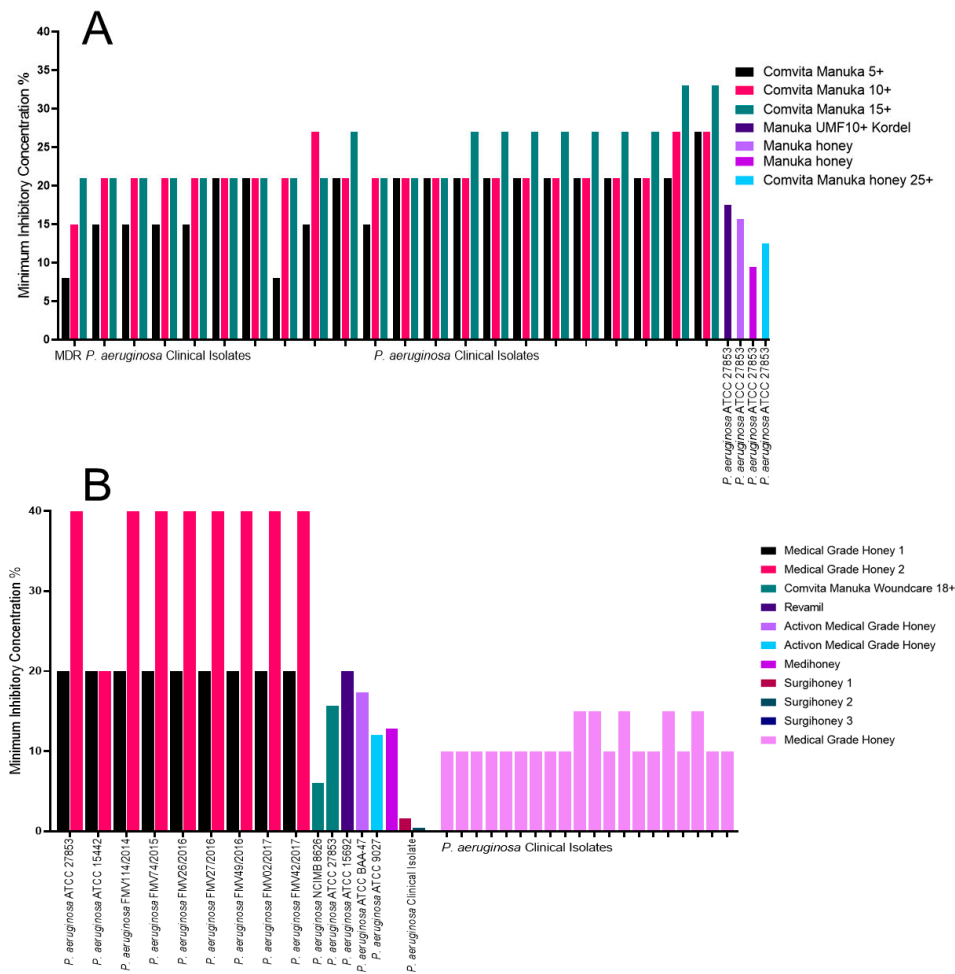 A
Minimum Inhibitory Concentration %
40
35
30
25
20
15
10
5
0
Comvita Manuka 5+
Comvita Manuka 10+
Comvita Manuka 15+
Manuka UMF10+ Kordel
Manuka honey
Manuka honey
Comvita Manuka honey 25+
MDR P. aeruginosa Clinical Isolates
P. aeruginosa Clinical Isolates
P. aeruginosa ATCC 27853
P. aeruginosa ATCC 27853
P. aeruginosa ATCC 27853
P. aeruginosa ATCC 27853
B
Minimum Inhibitory Concentration %
40
30
20
10
0
Medical Grade Honey 1
Medical Grade Honey 2
Comvita Manuka Woundcare 18+
Revamil
Activon Medical Grade Honey
Activon Medical Grade Honey
Medihoney
Surgihoney 1
Surgihoney 2
Surgihoney 3
Medical Grade Honey
P. aeruginosa ATCC 27853
P. aeruginosa ATCC 15442
P. aeruginosa FMV114/2014
P. aeruginosa FMV74/2015
P. aeruginosa FMV26/2016
P. aeruginosa FMV27/2016
P. aeruginosa FMV49/2016
P. aeruginosa FMV02/2017
P. aeruginosa FMV42/2017
P. aeruginosa NCIMB 8626
P. aeruginosa ATCC 27853
P. aeruginosa ATCC 15692
P. aeruginosa ATCC BAA-47
P. aeruginosa ATCC 9027
P. aeruginosa Clinical Isolate
P. aeruginosa Clinical Isolates